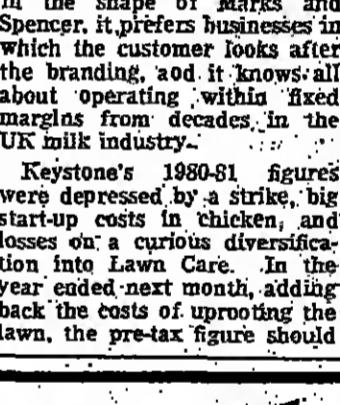 in the shape of Marks and
Spencer, it prefers businesses in
which the customer looks after
the branding, aod it knows all
about operating within fixed
margins from decades in the
UK milk industry.
Keystone's 1980-81 figures
were depressed by a strike, big
start-up costs in chicken, and
losses on a curious diversifica-
tion into Lawn Care. In the
year ended next month, adding
back the costs of uprooting the
lawn, the pre-tax figure should